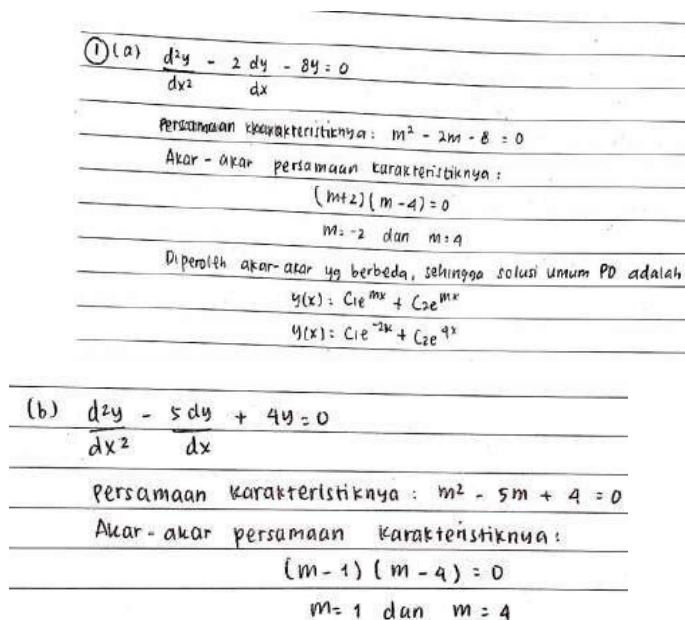 ① (a) d²y/dx² - 2 dy/dx - 8y = 0
Persamaan karakteristiknya : m² - 2m - 8 = 0
Akar - akar persamaan karakteristiknya :
(m+2)(m-4) = 0
m = -2 dan m = 4
Diperoleh akar-akar yg berbeda, sehingga solusi umum PD adalah
y(x) = C₁e^mx + C₂e^mx
y(x) = C₁e^-2x + C₂e^4x
(b) d²y/dx² - 5dy/dx + 4y = 0
Persamaan karakteristiknya : m² - 5m + 4 = 0
Akar - akar persamaan karakteristiknya :
(m - 1) (m - 4) = 0
m = 1 dan m = 4